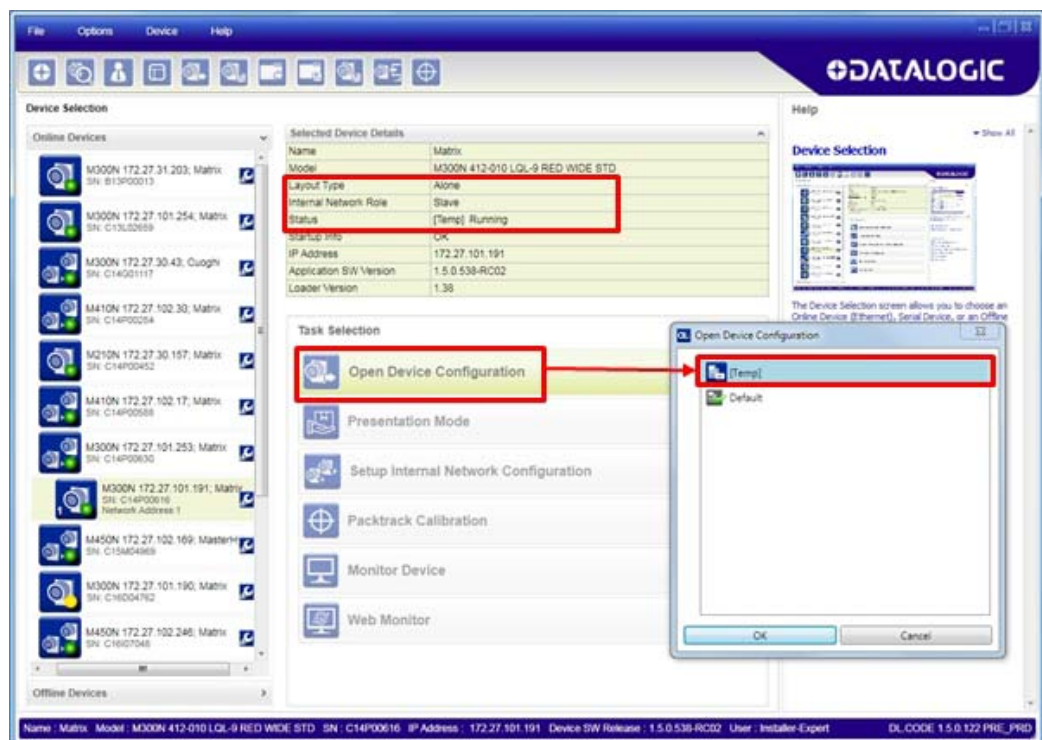 File Options Device Help
DATALOGIC
Device Selection
Online Devices
M300N 172.27.31.203; Matrix
SN: B13P00013
M300N 172.27.101.254; Matrix
SN: C13L02659
M300N 172.27.30.43; Cuoghi
SN: C14G01117
M410N 172.27.102.30; Matrix
SN: C14P00254
M210N 172.27.30.157; Matrix
SN: C14P00452
M410N 172.27.102.17; Matrix
SN: C14P00588
M300N 172.27.101.253; Matrix
SN: C14P00630
M300N 172.27.101.191; Matrix
SN: C14P00616
Network Address 1
1
M450N 172.27.102.169; MasterH
SN: C15M04969
M300N 172.27.101.190; Matrix
SN: C16D04762
M450N 172.27.102.246; Matrix
SN: C16I07046
Offline Devices
Selected Device Details
Name Matrix
Model M300N 412-010 LQL-9 RED WIDE STD
Layout Type Alone
Internal Network Role Slave
Status [Temp] Running
Startup Info OK
IP Address 172.27.101.191
Application SW Version 1.5.0.538-RC02
Loader Version 1.38
Task Selection
Open Device Configuration
Presentation Mode
Setup Internal Network Configuration
Packtrack Calibration
Monitor Device
Web Monitor
Help
Show All
Device Selection
The Device Selection screen allows you to choose an
Online Device (Ethernet), Serial Device, or an Offline
Open Device Configuration
[Temp]
Default
OK Cancel
Name : Matrix Model : M300N 412-010 LQL-9 RED WIDE STD SN : C14P00616 IP Address : 172.27.101.191 Device SW Release : 1.5.0.538-RC02 User : Installer-Expert DL.CODE 1.5.0.122 PRE_PRD